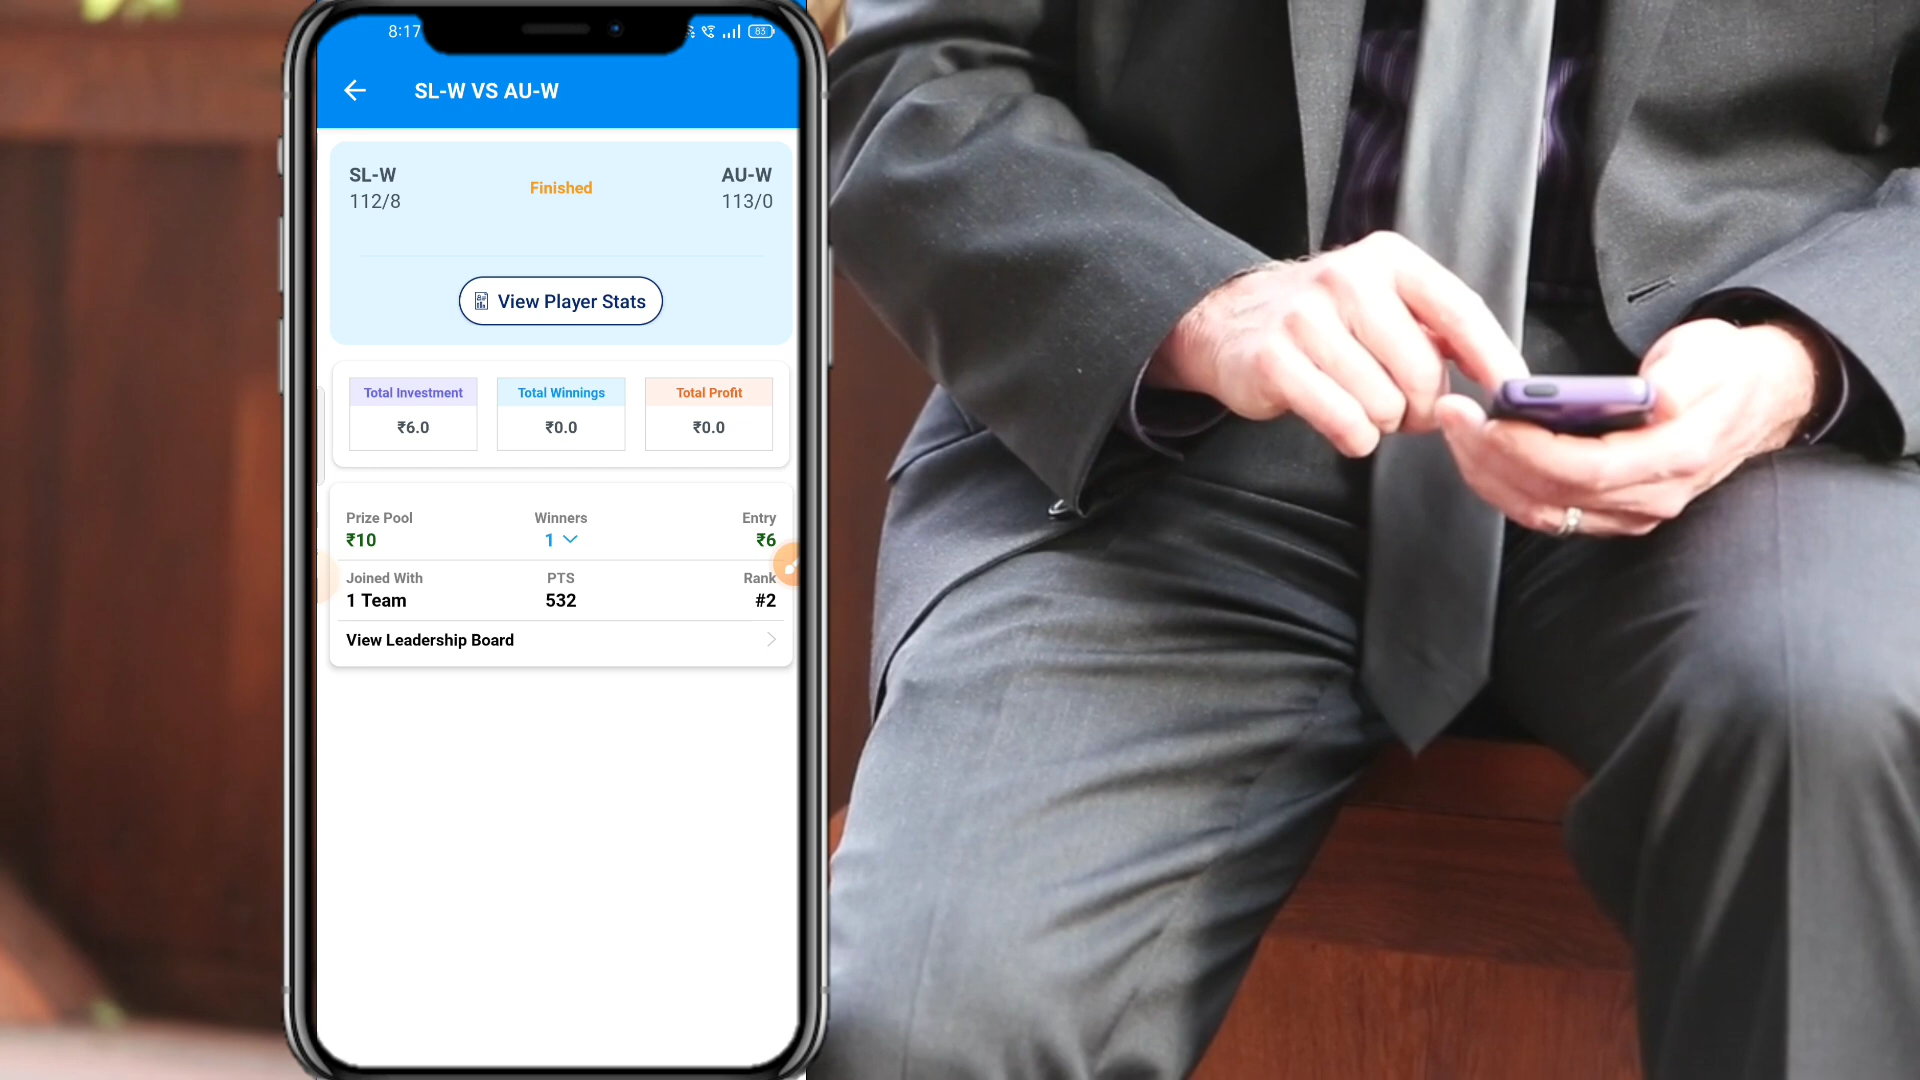 8:17
83
SL-W VS AU-W
SL-W
112/8
Finished
AU-W
113/0
View Player Stats
Total Investment
₹6.0
Total Winnings
₹0.0
Total Profit
₹0.0
Prize Pool
₹10
Winners
1
Entry
₹6
Joined With
1 Team
PTS
532
Rank
#2
View Leadership Board